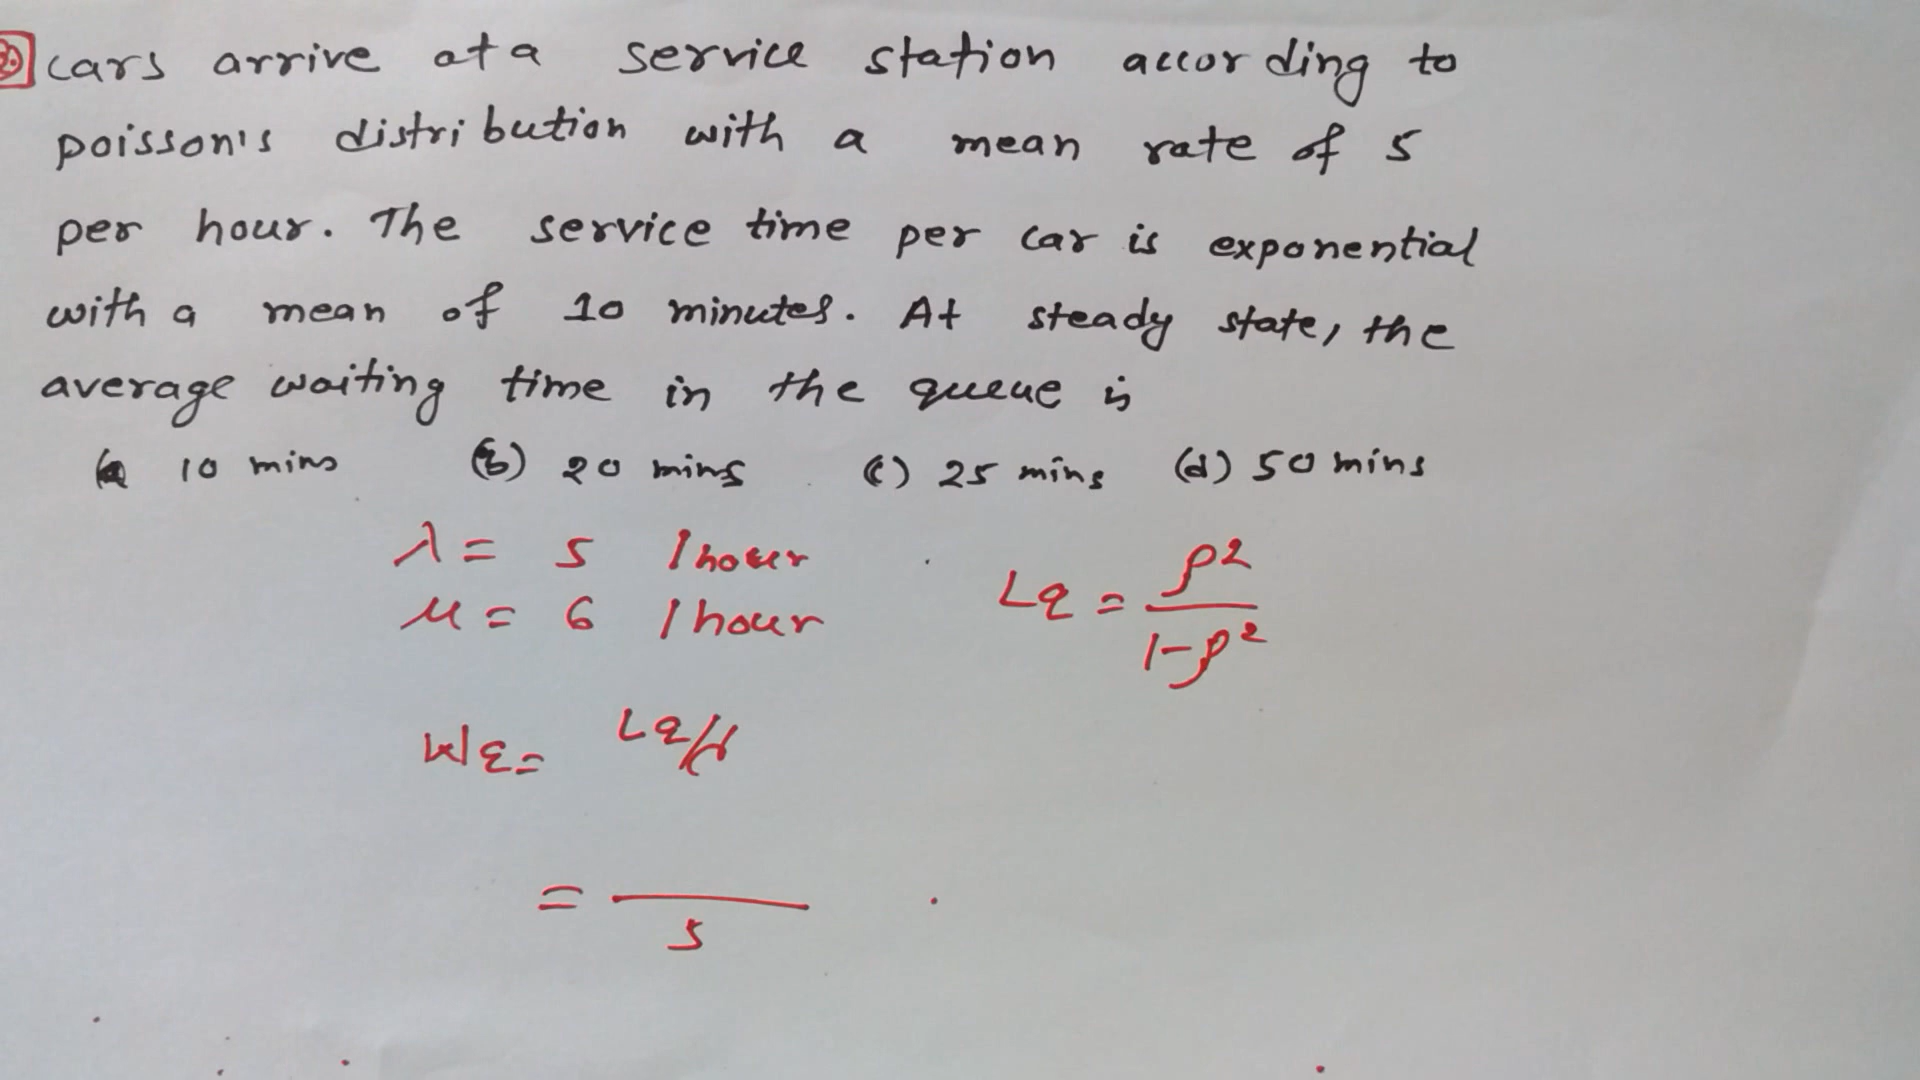 cars arrive at a service station according to
poisson's distribution with a mean rate of 5
per hour. The service time per car is exponential
with a mean of 10 minutes. At steady state, the
average waiting time in the queue is
10 mins (b) 20 mins (c) 25 mins (d) 50 mins
λ = 5 /hour
μ = 6 /hour
Lq = ρ2 / 1-ρ2
Wq = Lq/λ
= / 5